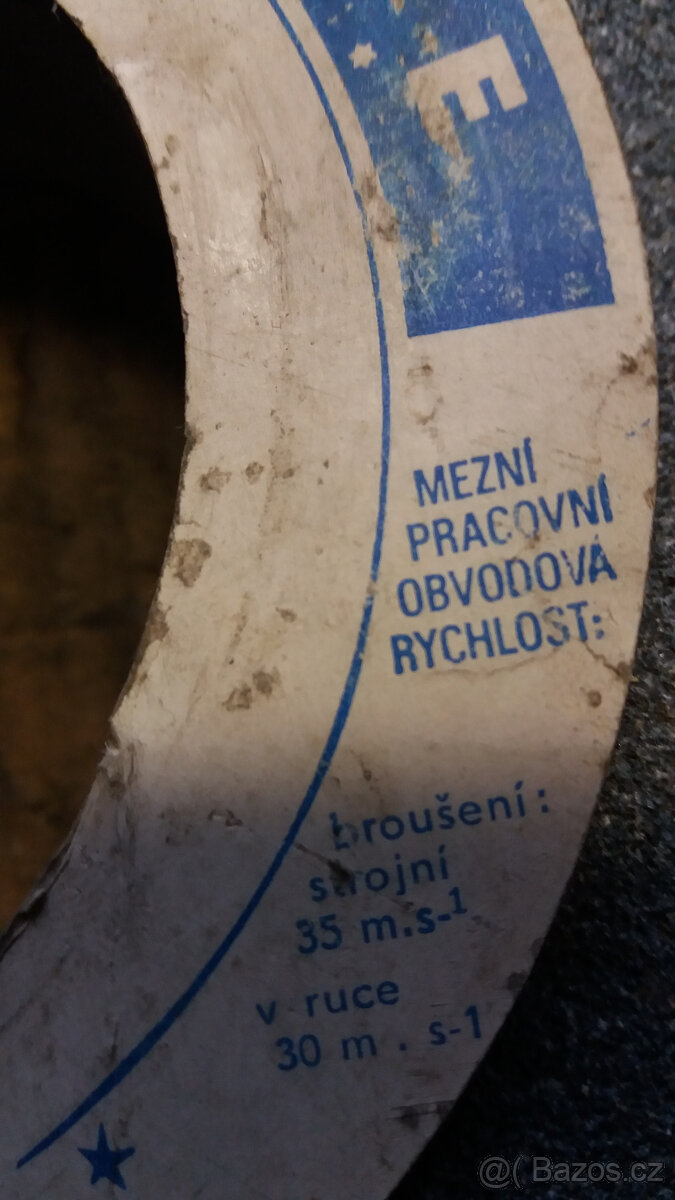 E
MEZNÍ
PRACOVNÍ
OBVODOVÁ
RYCHLOST:
broušení:
strojní
35 m.s-1
v ruce
30 m . s-1
@( Bazos.cz